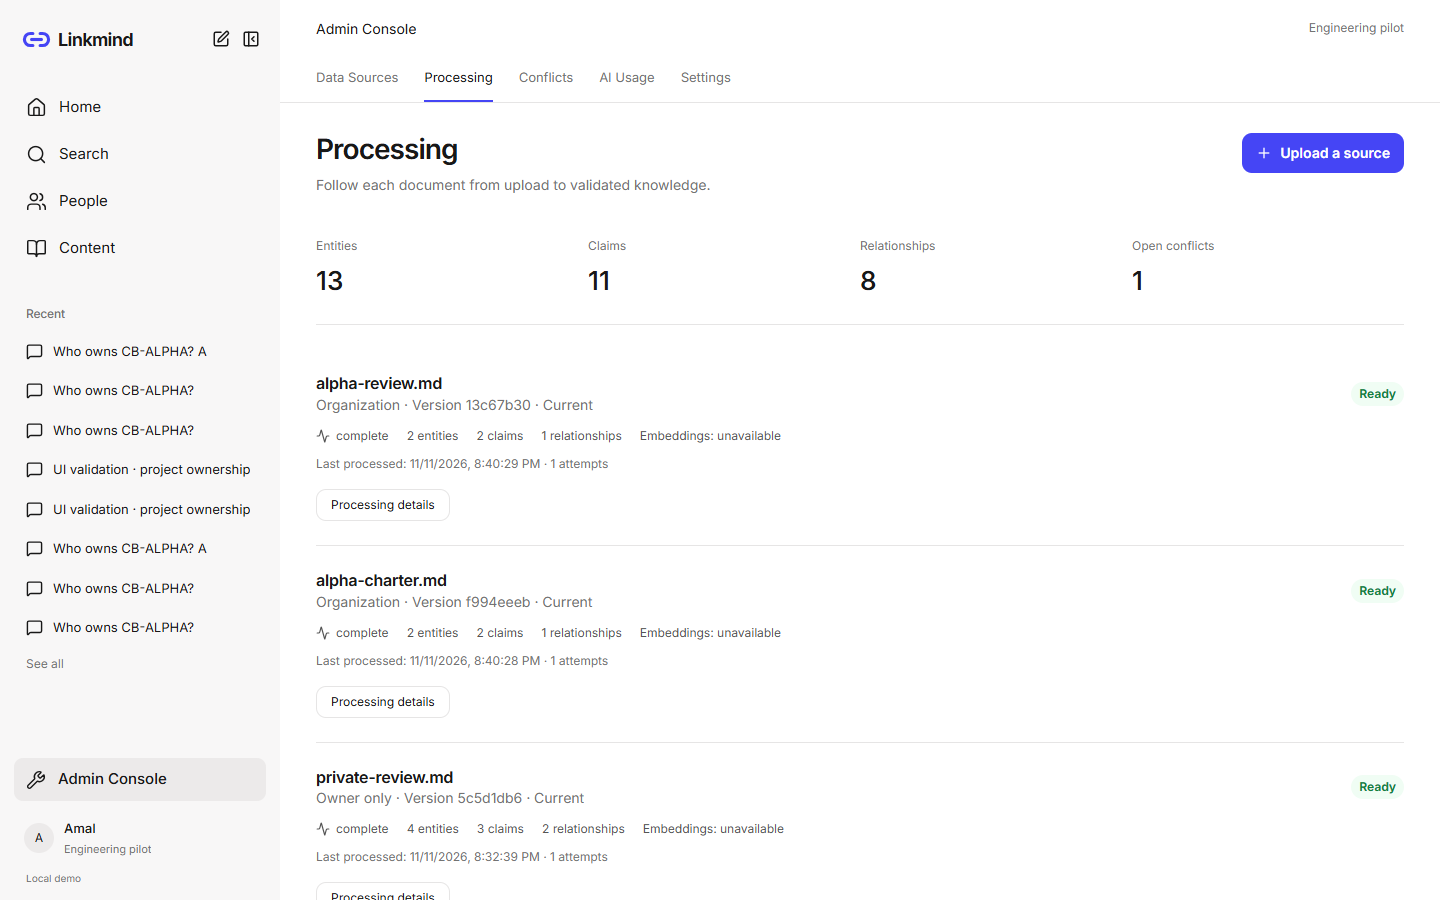 Linkmind
Home
Search
People
Content
Recent
Who owns CB-ALPHA? A
Who owns CB-ALPHA?
Who owns CB-ALPHA?
UI validation · project ownership
UI validation · project ownership
Who owns CB-ALPHA? A
Who owns CB-ALPHA?
Who owns CB-ALPHA?
See all
Admin Console
A
Amal
Engineering pilot
Local demo
Admin Console
Engineering pilot
Data Sources Processing Conflicts AI Usage Settings
Processing
Upload a source
Follow each document from upload to validated knowledge.
Entities Claims Relationships Open conflicts
13 11 8 1
alpha-review.md
Ready
Organization · Version 13c67b30 · Current
complete 2 entities 2 claims 1 relationships Embeddings: unavailable
Last processed: 11/11/2026, 8:40:29 PM · 1 attempts
Processing details
alpha-charter.md
Ready
Organization · Version f994eeeb · Current
complete 2 entities 2 claims 1 relationships Embeddings: unavailable
Last processed: 11/11/2026, 8:40:28 PM · 1 attempts
Processing details
private-review.md
Ready
Owner only · Version 5c5d1db6 · Current
complete 4 entities 3 claims 2 relationships Embeddings: unavailable
Last processed: 11/11/2026, 8:32:39 PM · 1 attempts
Processing details